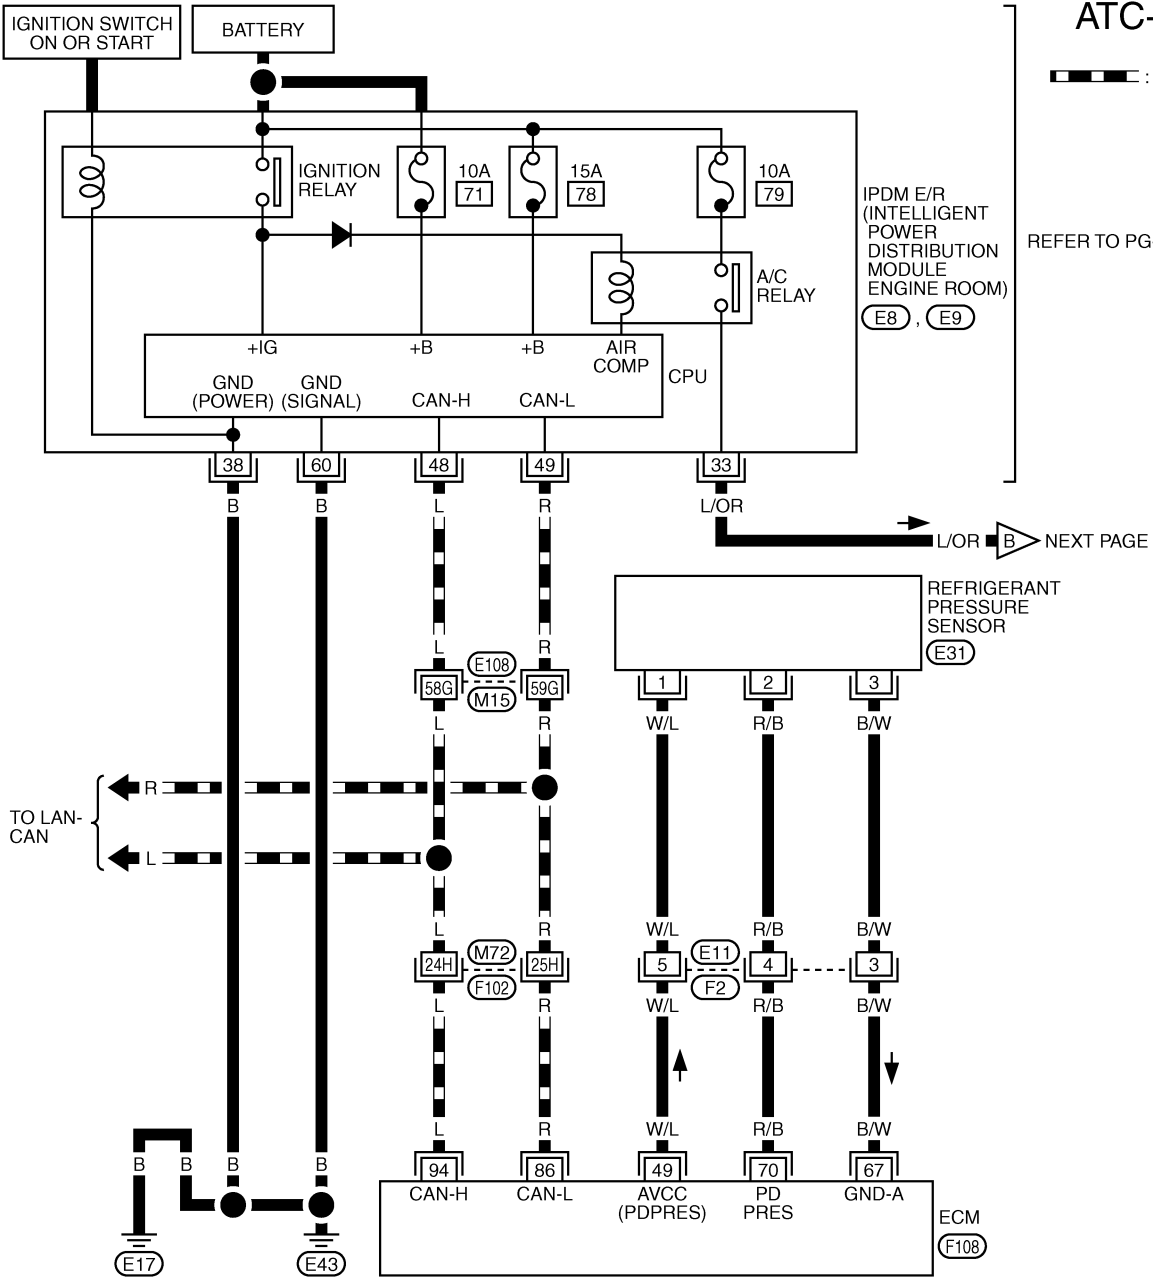 IGNITION SWITCH
ON OR START
BATTERY
ATC-
:
IGNITION
RELAY
10A
71
15A
78
10A
79
IPDM E/R
(INTELLIGENT
POWER
DISTRIBUTION
MODULE
ENGINE ROOM)
E8 , E9
REFER TO PG
A/C
RELAY
+IG
+B
+B
AIR
COMP
CPU
GND
(POWER)
GND
(SIGNAL)
CAN-H
CAN-L
38
60
48
49
33
B
B
L
R
L/OR
L/OR
B
NEXT PAGE
REFRIGERANT
PRESSURE
SENSOR
E31
L
R
58G
E108
M15
59G
1
2
3
L
R
W/L
R/B
B/W
TO LAN-
CAN
R
L
L
R
W/L
R/B
B/W
24H
M72
F102
25H
5
E11
F2
4
3
L
R
W/L
R/B
B/W
L
R
W/L
R/B
B/W
B
B
B
B
94
86
49
70
67
CAN-H
CAN-L
AVCC
(PDPRES)
PD
PRES
GND-A
ECM
F108
E17
E43